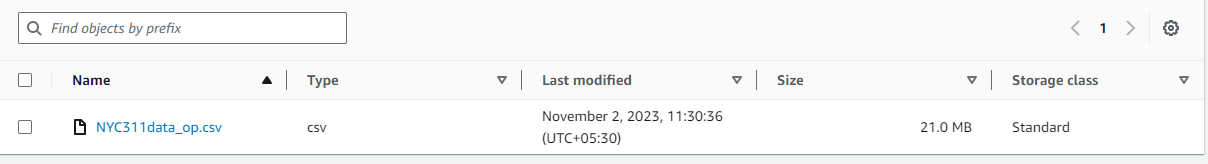 Find objects by prefix
1
Name Type Last modified Size Storage class
NYC311data_op.csv csv November 2, 2023, 11:30:36 21.0 MB Standard
(UTC+05:30)